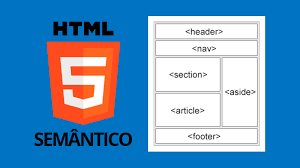 HTML
5
SEMÂNTICO
<header>
<nav>
<section>
<aside>
<article>
<footer>